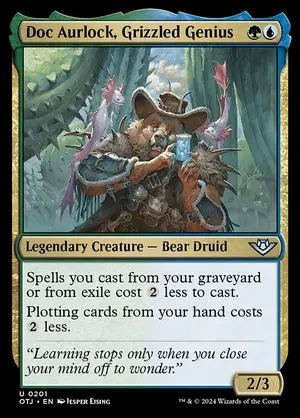 Doc Aurlock, Grizzled Genius
Legendary Creature — Bear Druid
Spells you cast from your graveyard
or from exile cost 2 less to cast.
Plotting cards from your hand costs
2 less.
“Learning stops only when you close
your mind off to wonder.”
2/3
U 0201
OTJ • EN Jesper Eising
™ & © 2024 Wizards of the Coast